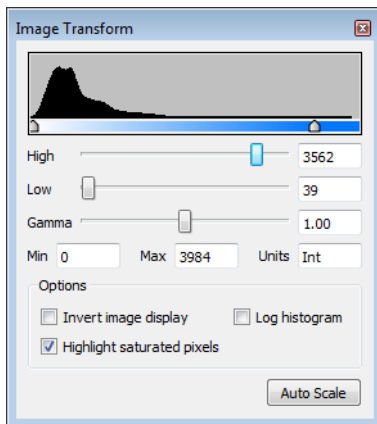 Image Transform
High 3562
Low 39
Gamma 1.00
Min 0 Max 3984 Units Int
Options
Invert image display Log histogram
Highlight saturated pixels
Auto Scale